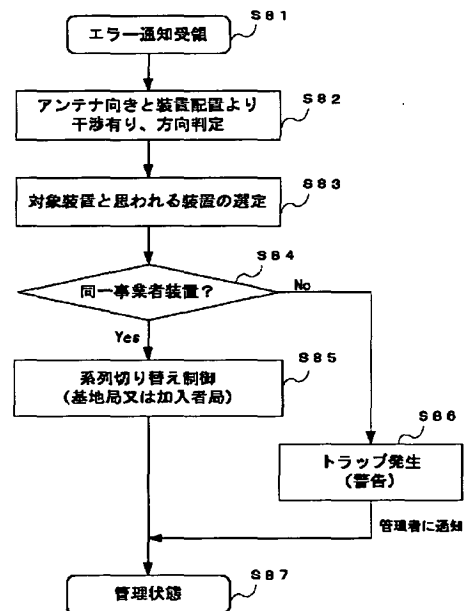 S81
エラー通知受領
S82
アンテナ向きと装置配置より
干渉有り、方向判定
S83
対象装置と思われる装置の選定
S84
同一事業者装置?
No
Yes
S85
系列切り替え制御
(基地局又は加入者局)
S86
トラップ発生
(警告)
管理者に通知
管理状態
S87